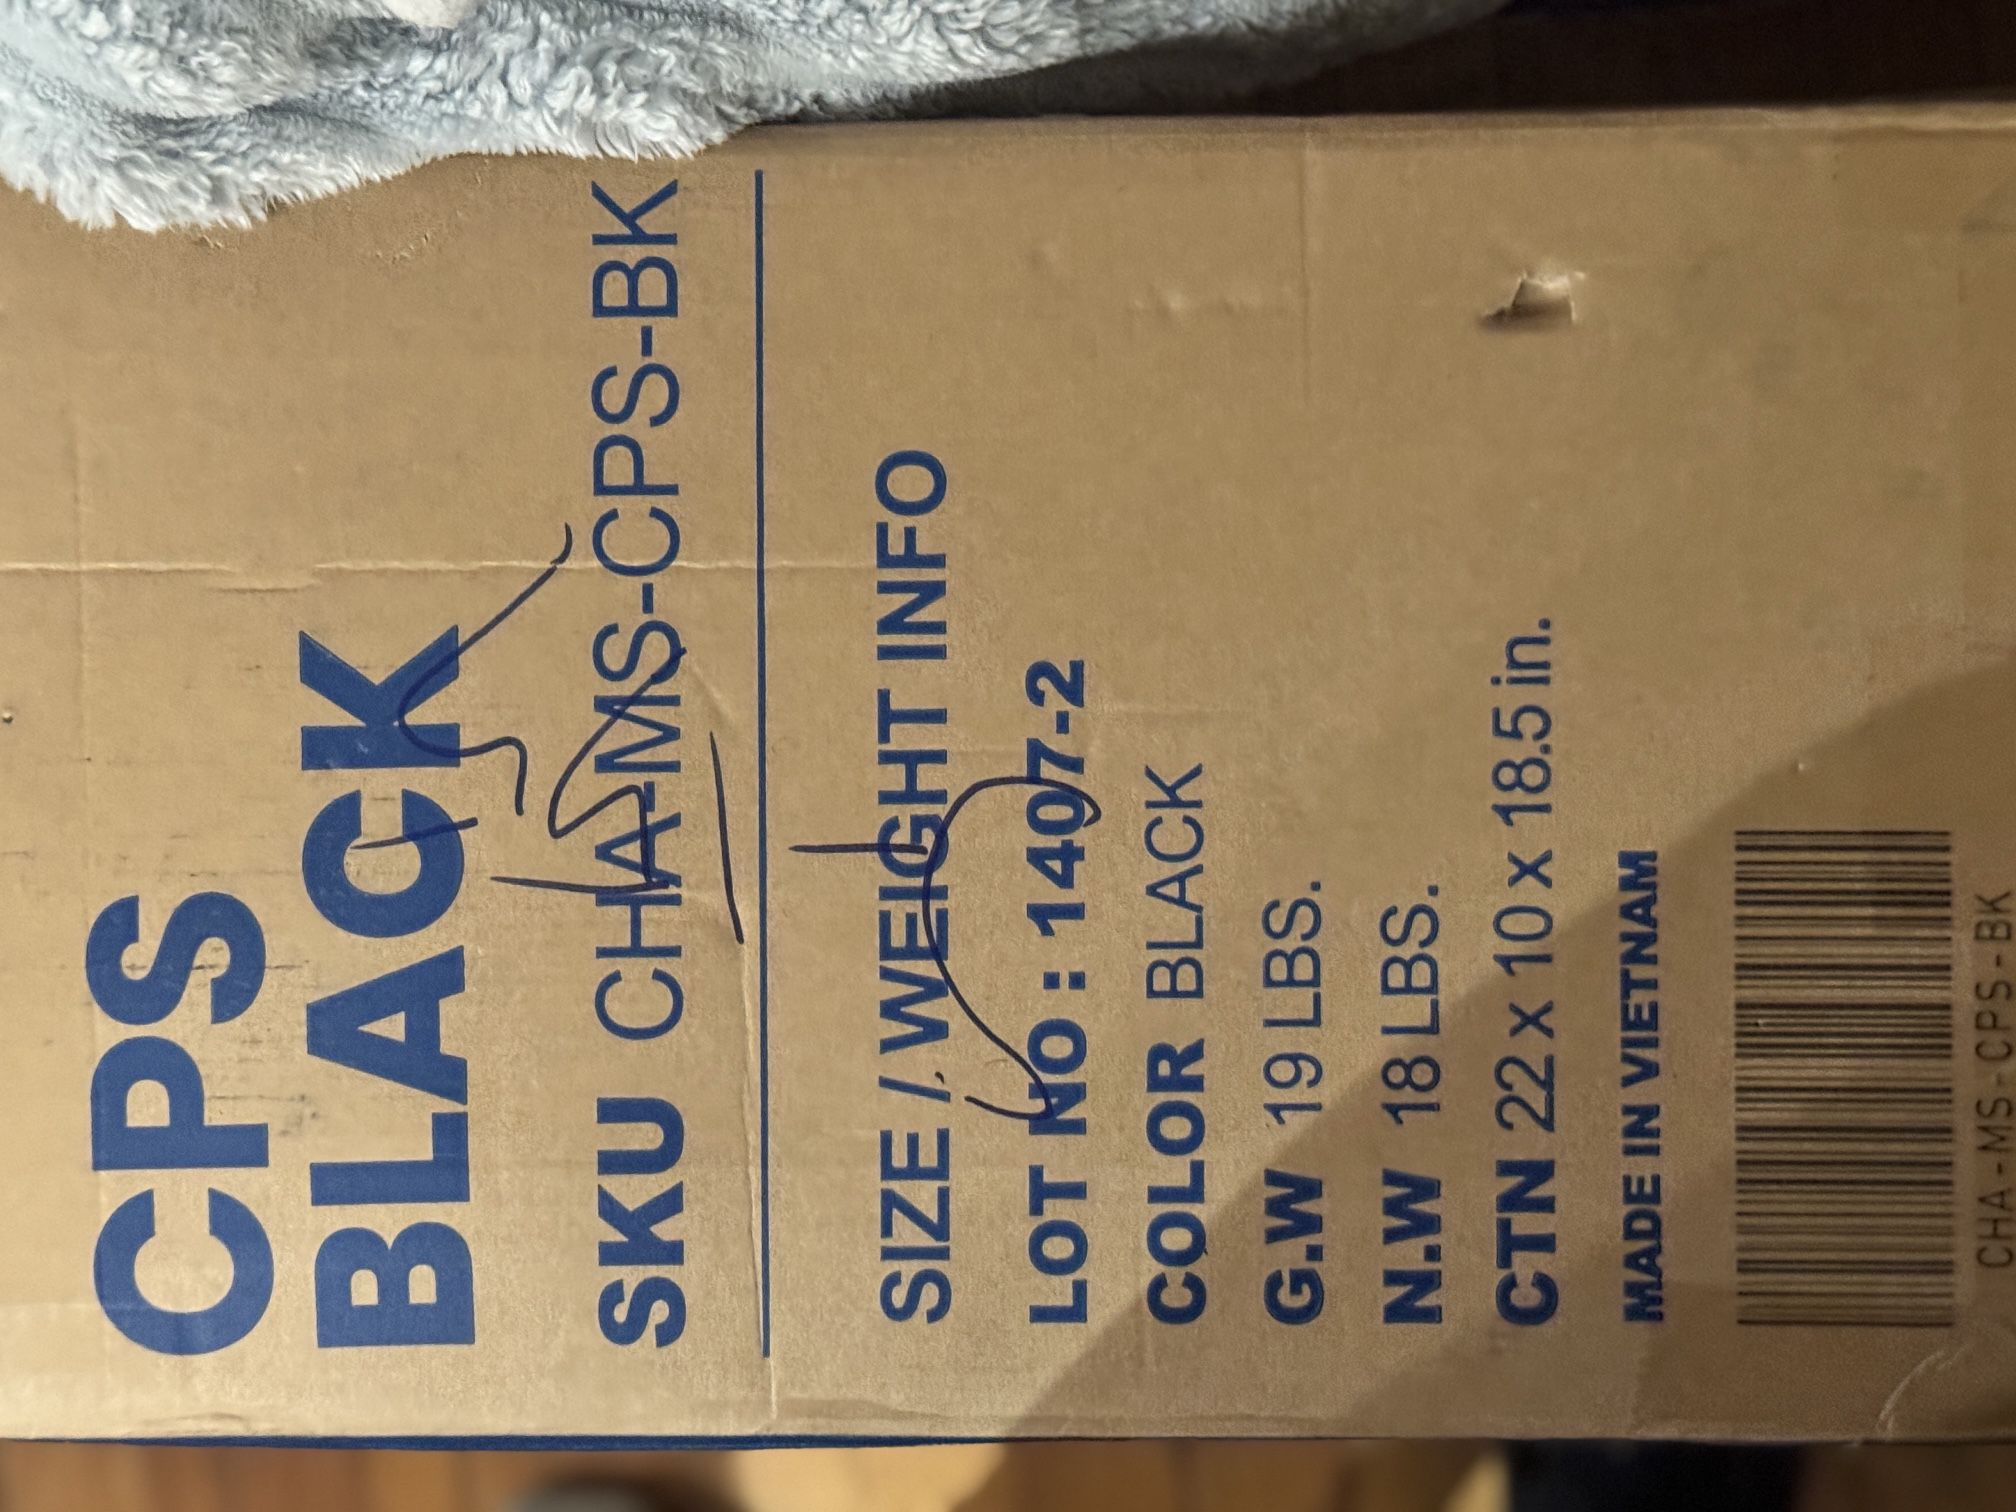 CPS
BLACK
SKU CHA-MS-CPS-BK
SIZE / WEIGHT INFO
LOT NO : 1407-2
COLOR BLACK
G.W 19 LBS.
N.W 18 LBS.
CTN 22 x 10 x 18.5 in.
MADE IN VIETNAM
CHA-MS-CPS-BK